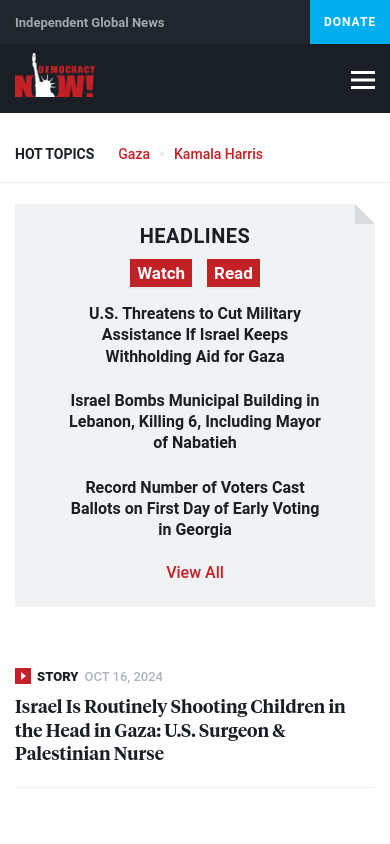 Independent Global News
DONATE
DEMOCRACY
NOW!
HOT TOPICS
Gaza
Kamala Harris
HEADLINES
Watch
Read
U.S. Threatens to Cut Military
Assistance If Israel Keeps
Withholding Aid for Gaza
Israel Bombs Municipal Building in
Lebanon, Killing 6, Including Mayor
of Nabatieh
Record Number of Voters Cast
Ballots on First Day of Early Voting
in Georgia
View All
STORY OCT 16, 2024
Israel Is Routinely Shooting Children in
the Head in Gaza: U.S. Surgeon &
Palestinian Nurse